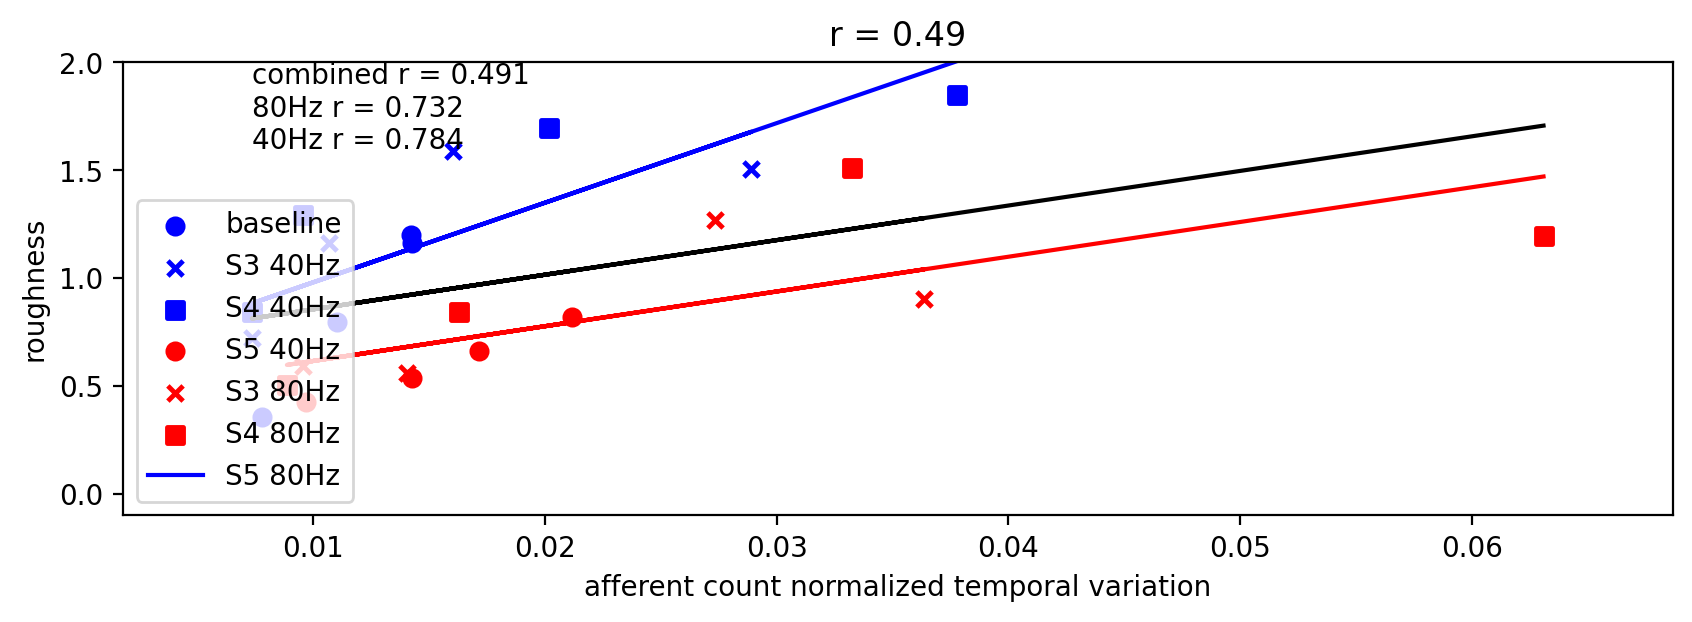 r = 0.49
combined r = 0.491
80Hz r = 0.732
40Hz r = 0.784
2.0
1.5
1.0
0.5
0.0
roughness
baseline
S3 40Hz
S4 40Hz
S5 40Hz
S3 80Hz
S4 80Hz
S5 80Hz
0.01 0.02 0.03 0.04 0.05 0.06
afferent count normalized temporal variation